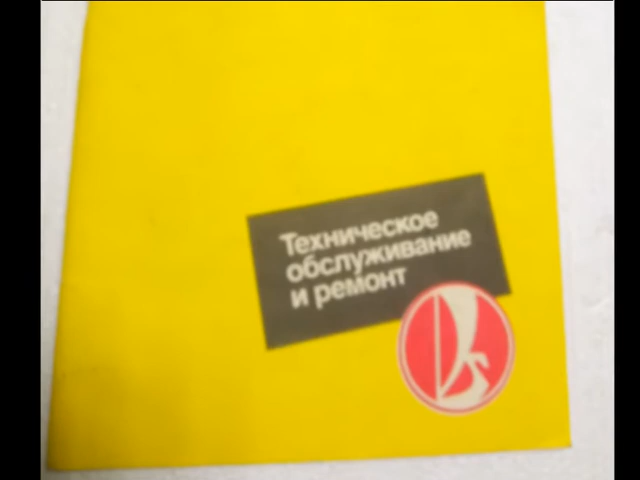 Техническое
обслуживание
и ремонт